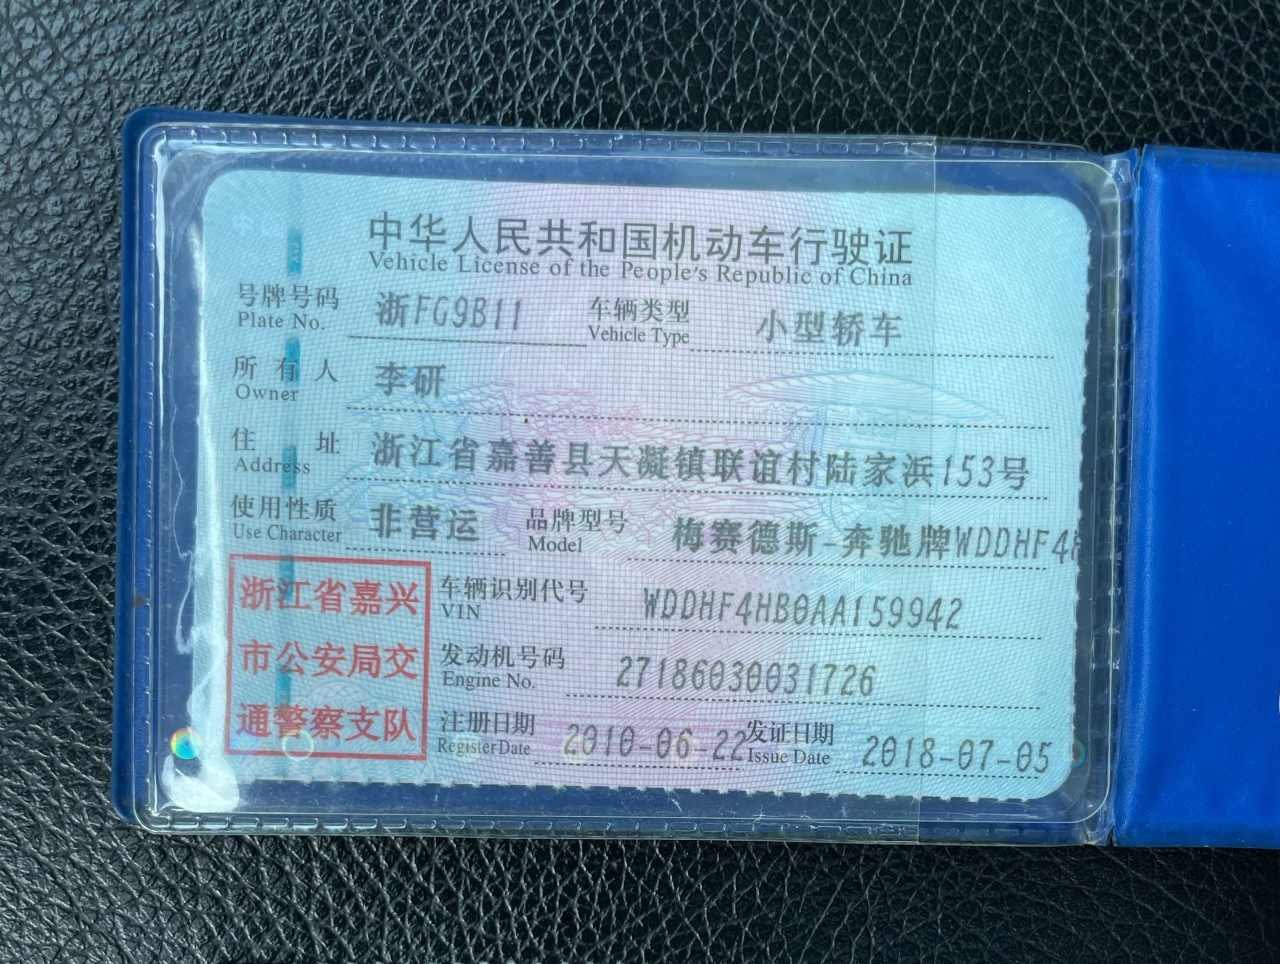 中华人民共和国机动车行驶证
Vehicle License of the People's Republic of China
号牌号码 浙FG9B11 车辆类型 小型轿车
Plate No. Vehicle Type
所有人 李研
Owner
住址 浙江省嘉善县天凝镇联谊村陆家浜153号
Address
使用性质 非营运 品牌型号 梅赛德斯-奔驰牌WDDHF4
Use Character Model
浙江省嘉兴
市公安局交
通警察支队
车辆识别代号 WDDHF4HB0AA159942
VIN
发动机号码 27186030031726
Engine No.
注册日期 2010-06-22 发证日期 2018-07-05
Register Date Issue Date